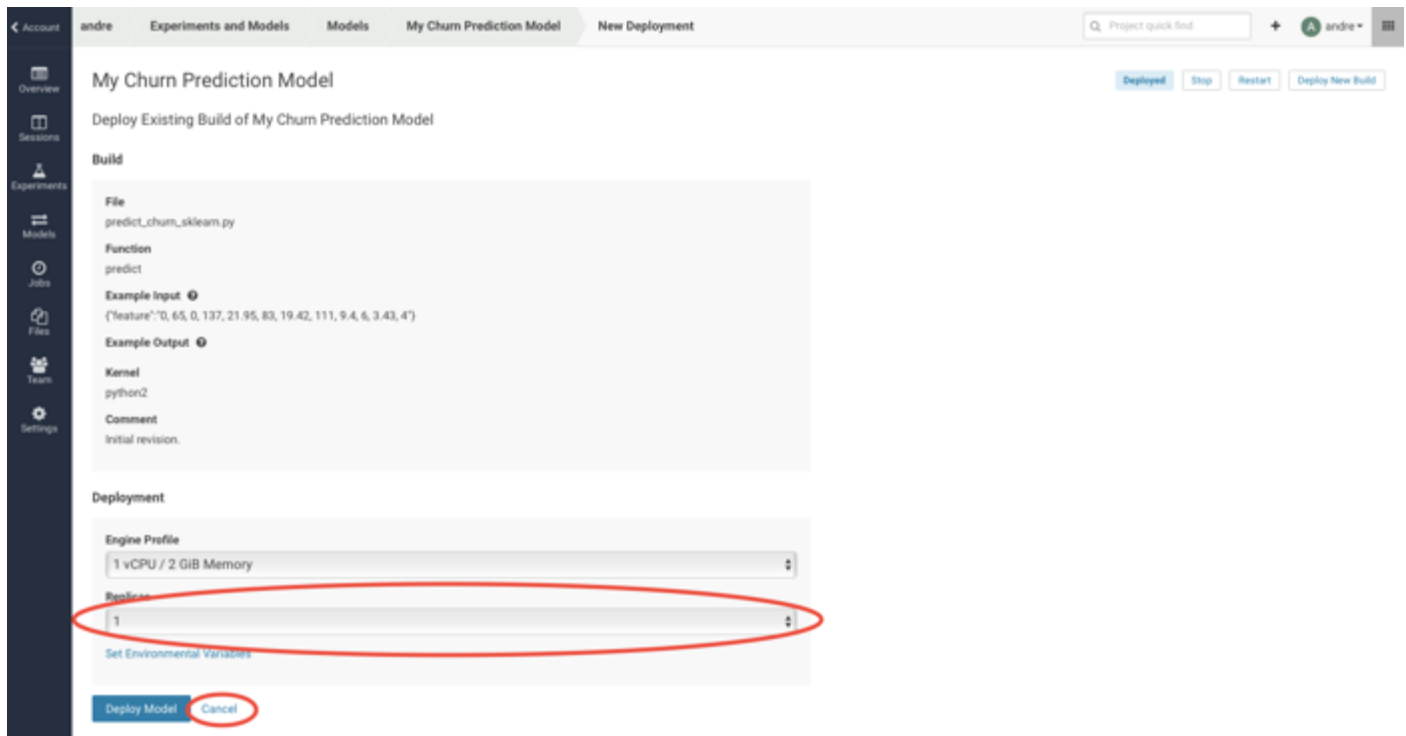 Account
andre
Experiments and Models
Models
My Churn Prediction Model
New Deployment
Project quick find
A
andre
Overview
Sessions
Experiments
Models
Jobs
Files
Team
Settings
My Churn Prediction Model
Deployed
Stop
Restart
Deploy New Build
Deploy Existing Build of My Churn Prediction Model
Build
File
predict_churn_sklearn.py
Function
predict
Example Input
{"feature":"0, 65, 0, 137, 21.95, 83, 19.42, 111, 9.4, 6, 3.43, 4"}
Example Output
Kernel
python2
Comment
Initial revision.
Deployment
Engine Profile
1 vCPU / 2 GiB Memory
Replicas
1
Set Environmental Variables
Deploy Model
Cancel